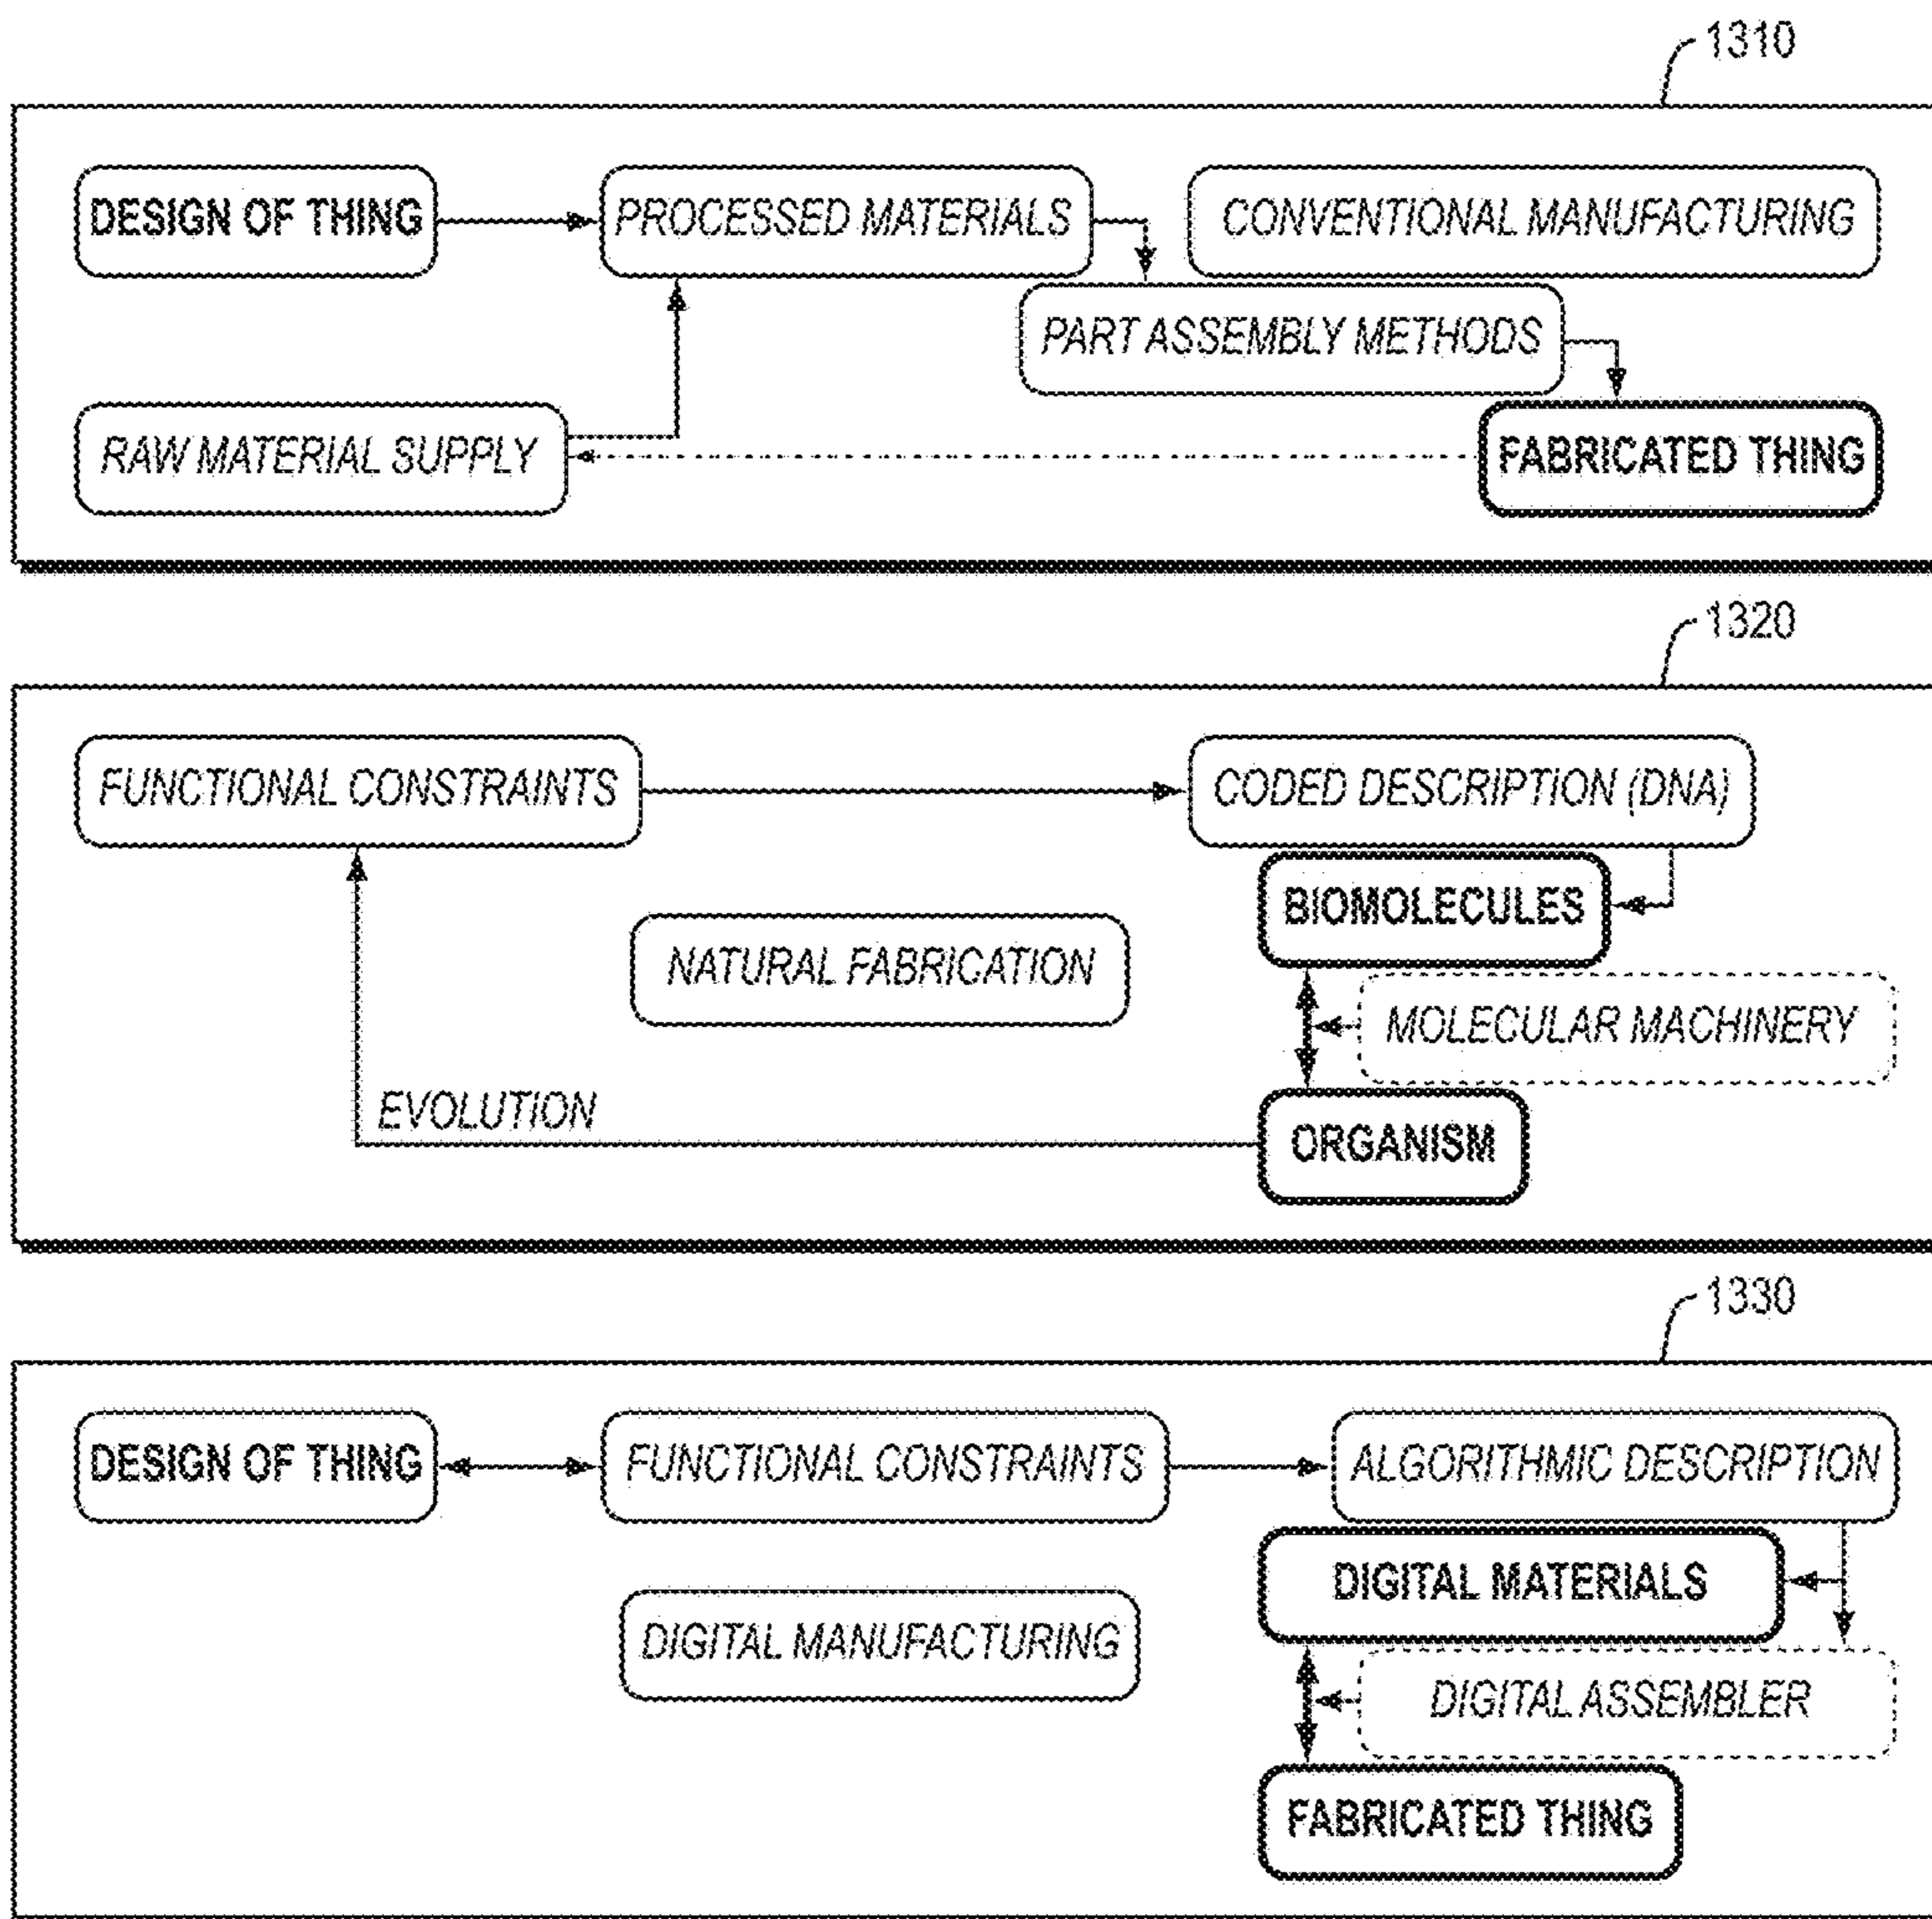 1310
DESIGN OF THING
PROCESSED MATERIALS
CONVENTIONAL MANUFACTURING
PART ASSEMBLY METHODS
RAW MATERIAL SUPPLY
FABRICATED THING
1320
FUNCTIONAL CONSTRAINTS
CODED DESCRIPTION (DNA)
BIOMOLECULES
NATURAL FABRICATION
MOLECULAR MACHINERY
EVOLUTION
ORGANISM
1330
DESIGN OF THING
FUNCTIONAL CONSTRAINTS
ALGORITHMIC DESCRIPTION
DIGITAL MATERIALS
DIGITAL MANUFACTURING
DIGITAL ASSEMBLER
FABRICATED THING